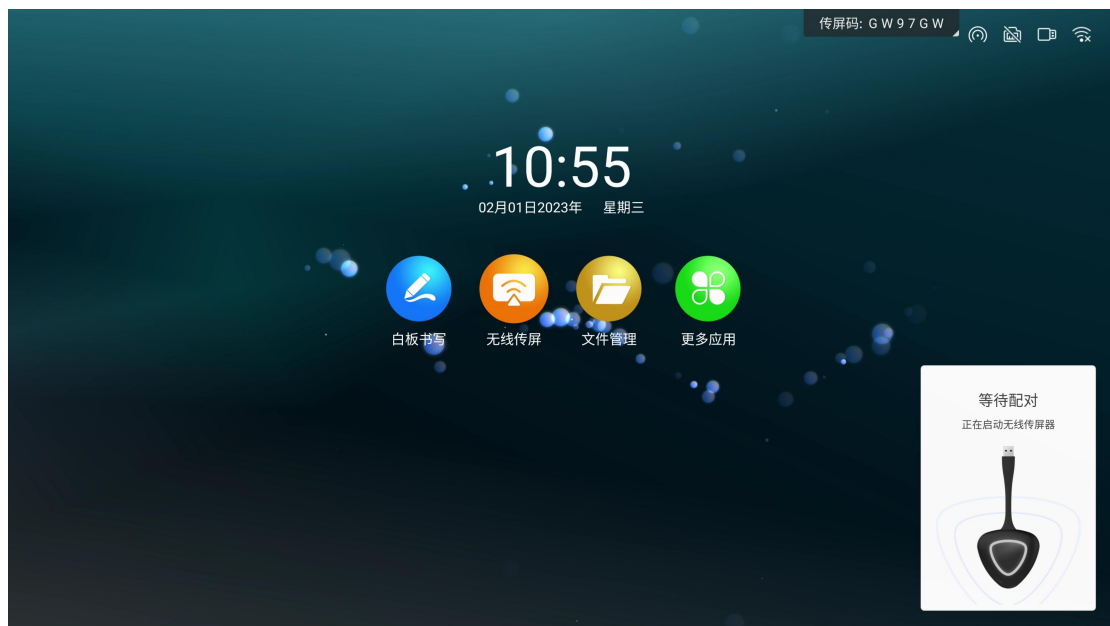 传屏码: GW97GW
10:55
02月01日2023年 星期三
白板书写 无线传屏 文件管理 更多应用
等待配对
正在启动无线传屏器